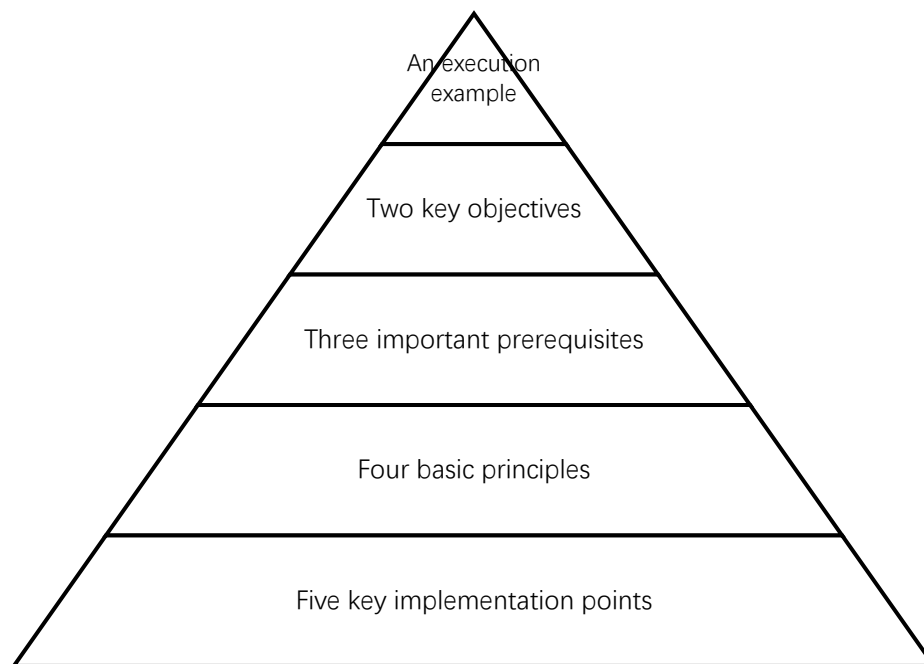 An execution
example
Two key objectives
Three important prerequisites
Four basic principles
Five key implementation points